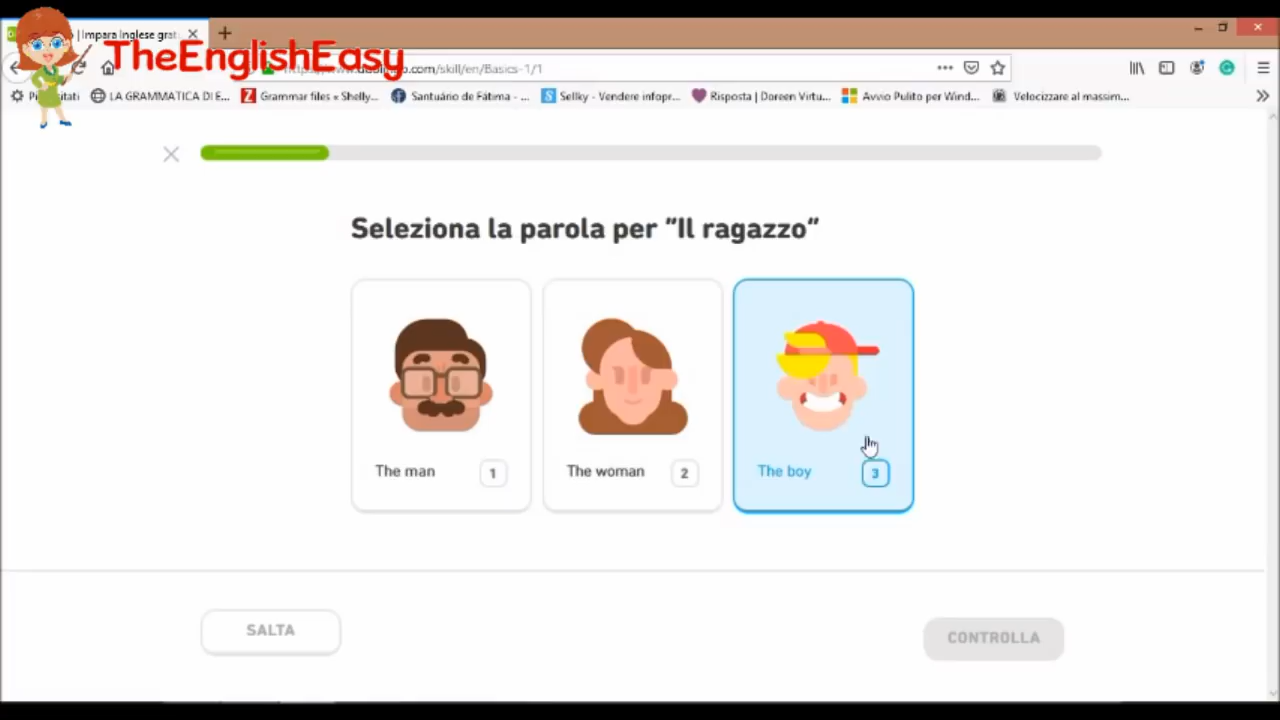 | Impara Inglese grat
TheEnglishEasy
.com/skill/en/Basics-1/1
LA GRAMMATICA DI E...
Grammar files « Shelly...
Santuário de Fátima - ...
Sellky - Vendere infopr...
Risposta | Doreen Virtu...
Avvio Pulito per Wind...
Velocizzare al massim...
Seleziona la parola per "Il ragazzo"
The man 1
The woman 2
The boy 3
SALTA
CONTROLLA